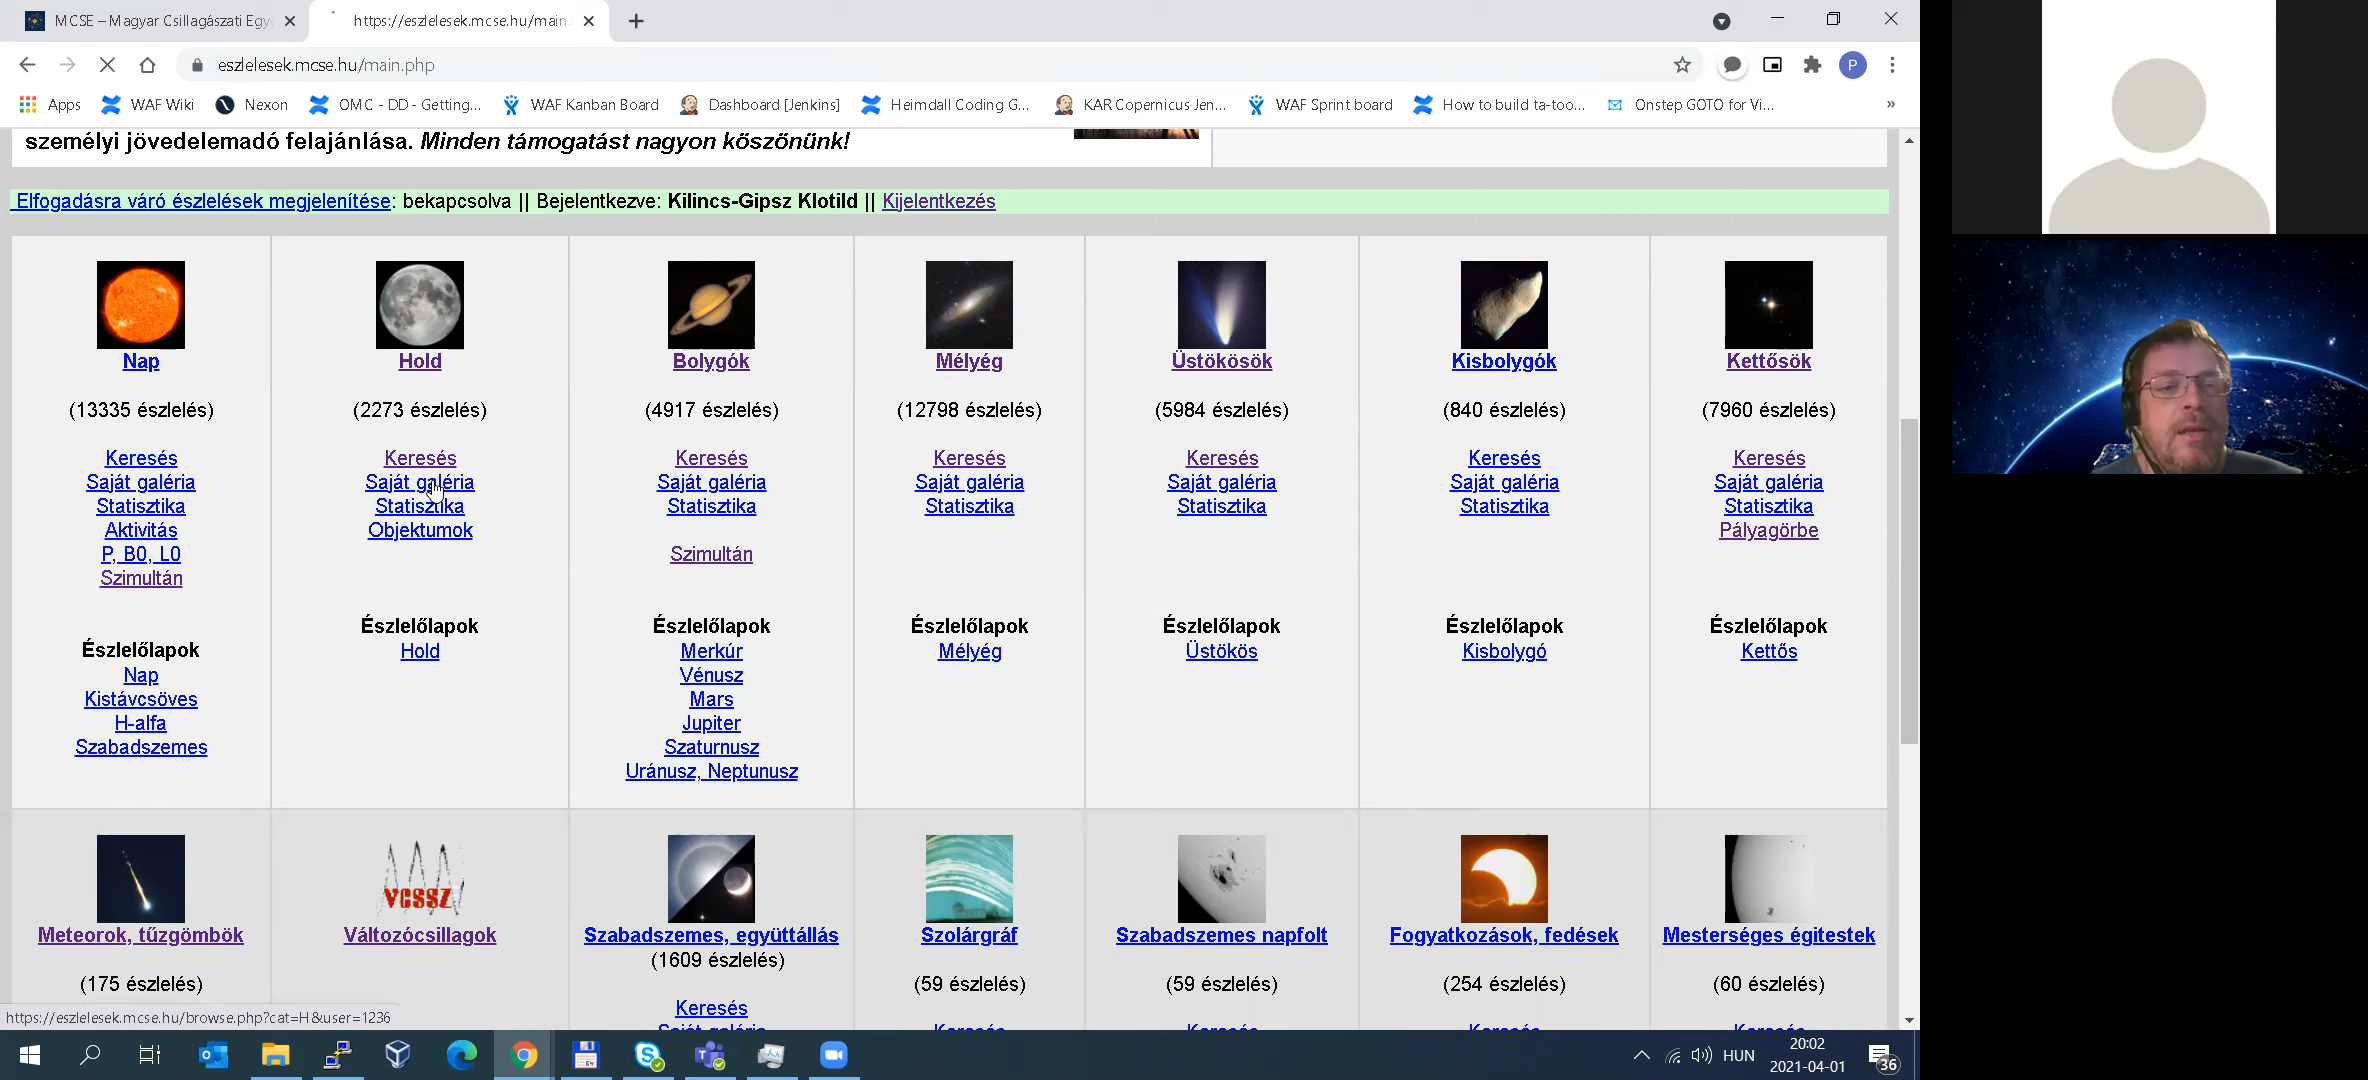 MCSE – Magyar Csillagászati Egy
https://eszlelesek.mcse.hu/main
eszlelesek.mcse.hu/main.php
P
Apps
WAF Wiki
Nexon
OMC - DD - Getting...
WAF Kanban Board
Dashboard [Jenkins]
Heimdall Coding G...
KAR Copernicus Jen...
WAF Sprint board
How to build ta-too...
Onstep GOTO for Vi...
»
személyi jövedelemadó felajánlása. Minden támogatást nagyon köszönünk!
Elfogadásra váró észlelések megjelenítése: bekapcsolva || Bejelentkezve: Kilincs-Gipsz Klotild || Kijelentkezés
Nap
(13335 észlelés)
Keresés
Saját galéria
Statisztika
Aktivitás
P, B0, L0
Szimultán
Észlelőlapok
Nap
Kistávcsöves
H-alfa
Szabadszemes
Hold
(2273 észlelés)
Keresés
Saját galéria
Statisztika
Objektumok
Észlelőlapok
Hold
Bolygók
(4917 észlelés)
Keresés
Saját galéria
Statisztika
Szimultán
Észlelőlapok
Merkúr
Vénusz
Mars
Jupiter
Szaturnusz
Uránusz, Neptunusz
Mélyég
(12798 észlelés)
Keresés
Saját galéria
Statisztika
Észlelőlapok
Mélyég
Üstökösök
(5984 észlelés)
Keresés
Saját galéria
Statisztika
Észlelőlapok
Üstökös
Kisbolygók
(840 észlelés)
Keresés
Saját galéria
Statisztika
Észlelőlapok
Kisbolygó
Kettősök
(7960 észlelés)
Keresés
Saját galéria
Statisztika
Pályagörbe
Észlelőlapok
Kettős
Meteorok, tűzgömbök
(175 észlelés)
VCSSZ
Változócsillagok
Szabadszemes, együttállás
(1609 észlelés)
Keresés
Saját galéria
Szolárgráf
(59 észlelés)
Keresés
Szabadszemes napfolt
(59 észlelés)
Keresés
Fogyatkozások, fedések
(254 észlelés)
Keresés
Mesterséges égitestek
(60 észlelés)
Keresés
https://eszlelesek.mcse.hu/browse.php?cat=H&user=1236
HUN
20:02
2021-04-01
36